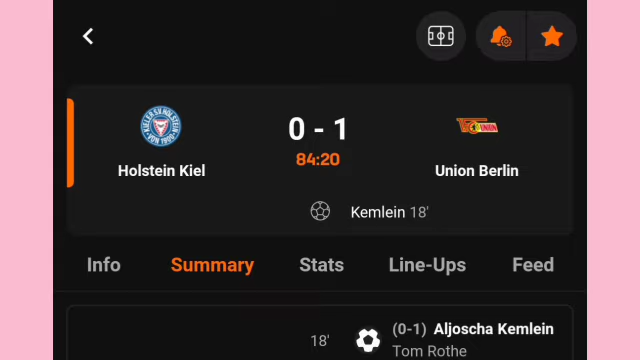 0 - 1
84:20
Holstein Kiel
Union Berlin
Kemlein 18'
Info Summary Stats Line-Ups Feed
18' (0-1) Aljoscha Kemlein
Tom Rothe